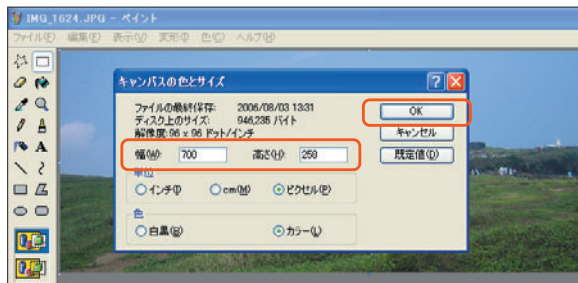 IMG_1624.JPG - ペイント
ファイル(F) 編集(E) 表示(V) 変形(I) 色(C) ヘルプ(H)
キャンバスの色とサイズ
ファイルの最終保存: 2006/08/03 13:31
ディスク上のサイズ: 946,235 バイト
解像度:96 x 96 ドット/インチ
幅(W): 700 高さ(H): 258
単位
インチ(I) cm(M) ピクセル(P)
色
白黒(B) カラー(L)
OK
キャンセル
既定値(D)
A